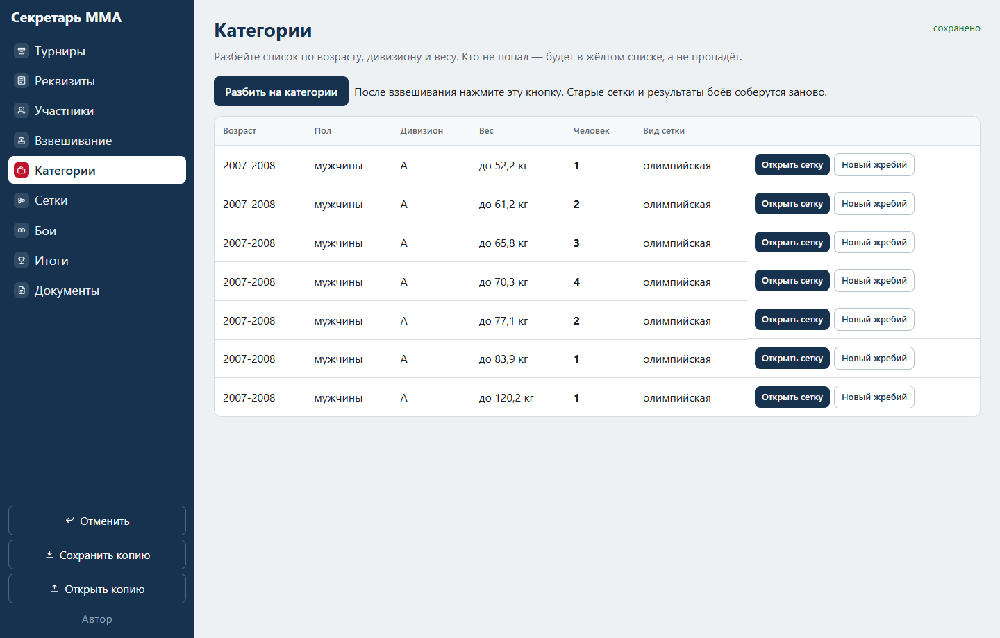 Секретарь ММА
Турниры
Реквизиты
Участники
Взвешивание
Категории
Сетки
Бои
Итоги
Документы
Отменить
Сохранить копию
Открыть копию
Автор
Категории
сохранено
Разбейте список по возрасту, дивизиону и весу. Кто не попал — будет в жёлтом списке, а не пропадёт.
Разбить на категории После взвешивания нажмите эту кнопку. Старые сетки и результаты боёв соберутся заново.
Возраст Пол Дивизион Вес Человек Вид сетки
2007-2008 мужчины A до 52,2 кг 1 олимпийская Открыть сетку Новый жребий
2007-2008 мужчины A до 61,2 кг 2 олимпийская Открыть сетку Новый жребий
2007-2008 мужчины A до 65,8 кг 3 олимпийская Открыть сетку Новый жребий
2007-2008 мужчины A до 70,3 кг 4 олимпийская Открыть сетку Новый жребий
2007-2008 мужчины A до 77,1 кг 2 олимпийская Открыть сетку Новый жребий
2007-2008 мужчины A до 83,9 кг 1 олимпийская Открыть сетку Новый жребий
2007-2008 мужчины A до 120,2 кг 1 олимпийская Открыть сетку Новый жребий